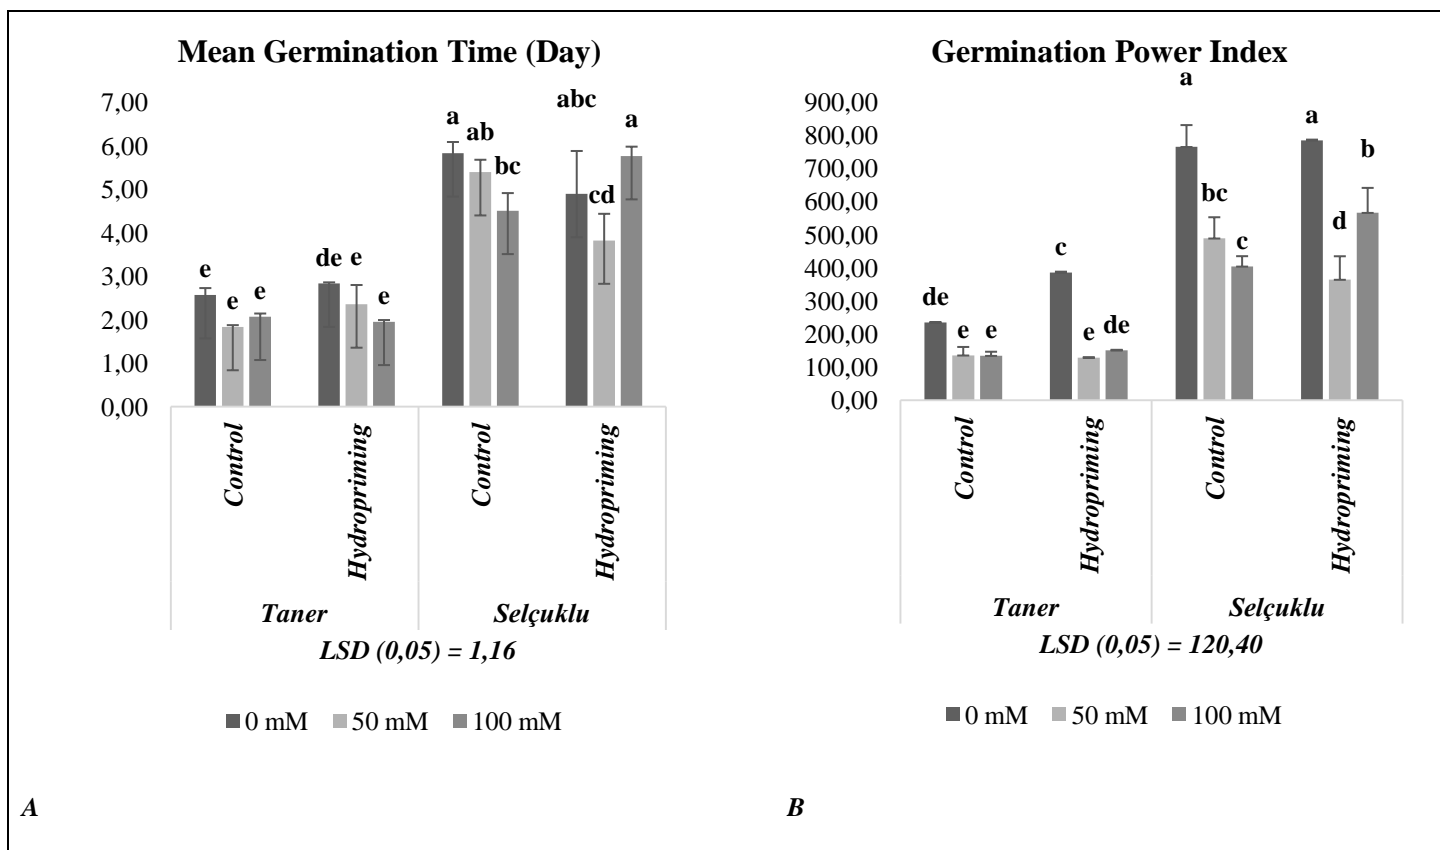 Mean Germination Time (Day)
7,00
6,00
5,00
4,00
3,00
2,00
1,00
0,00
e
e
e
de
e
e
a
ab
bc
abc
cd
a
Control
Hydropriming
Control
Hydropriming
Taner
Selçuklu
LSD (0,05) = 1,16
0 mM
50 mM
100 mM
A
Germination Power Index
900,00
800,00
700,00
600,00
500,00
400,00
300,00
200,00
100,00
0,00
de
e
e
c
e
de
a
bc
c
a
d
b
Control
Hydropriming
Control
Hydropriming
Taner
Selçuklu
LSD (0,05) = 120,40
0 mM
50 mM
100 mM
B